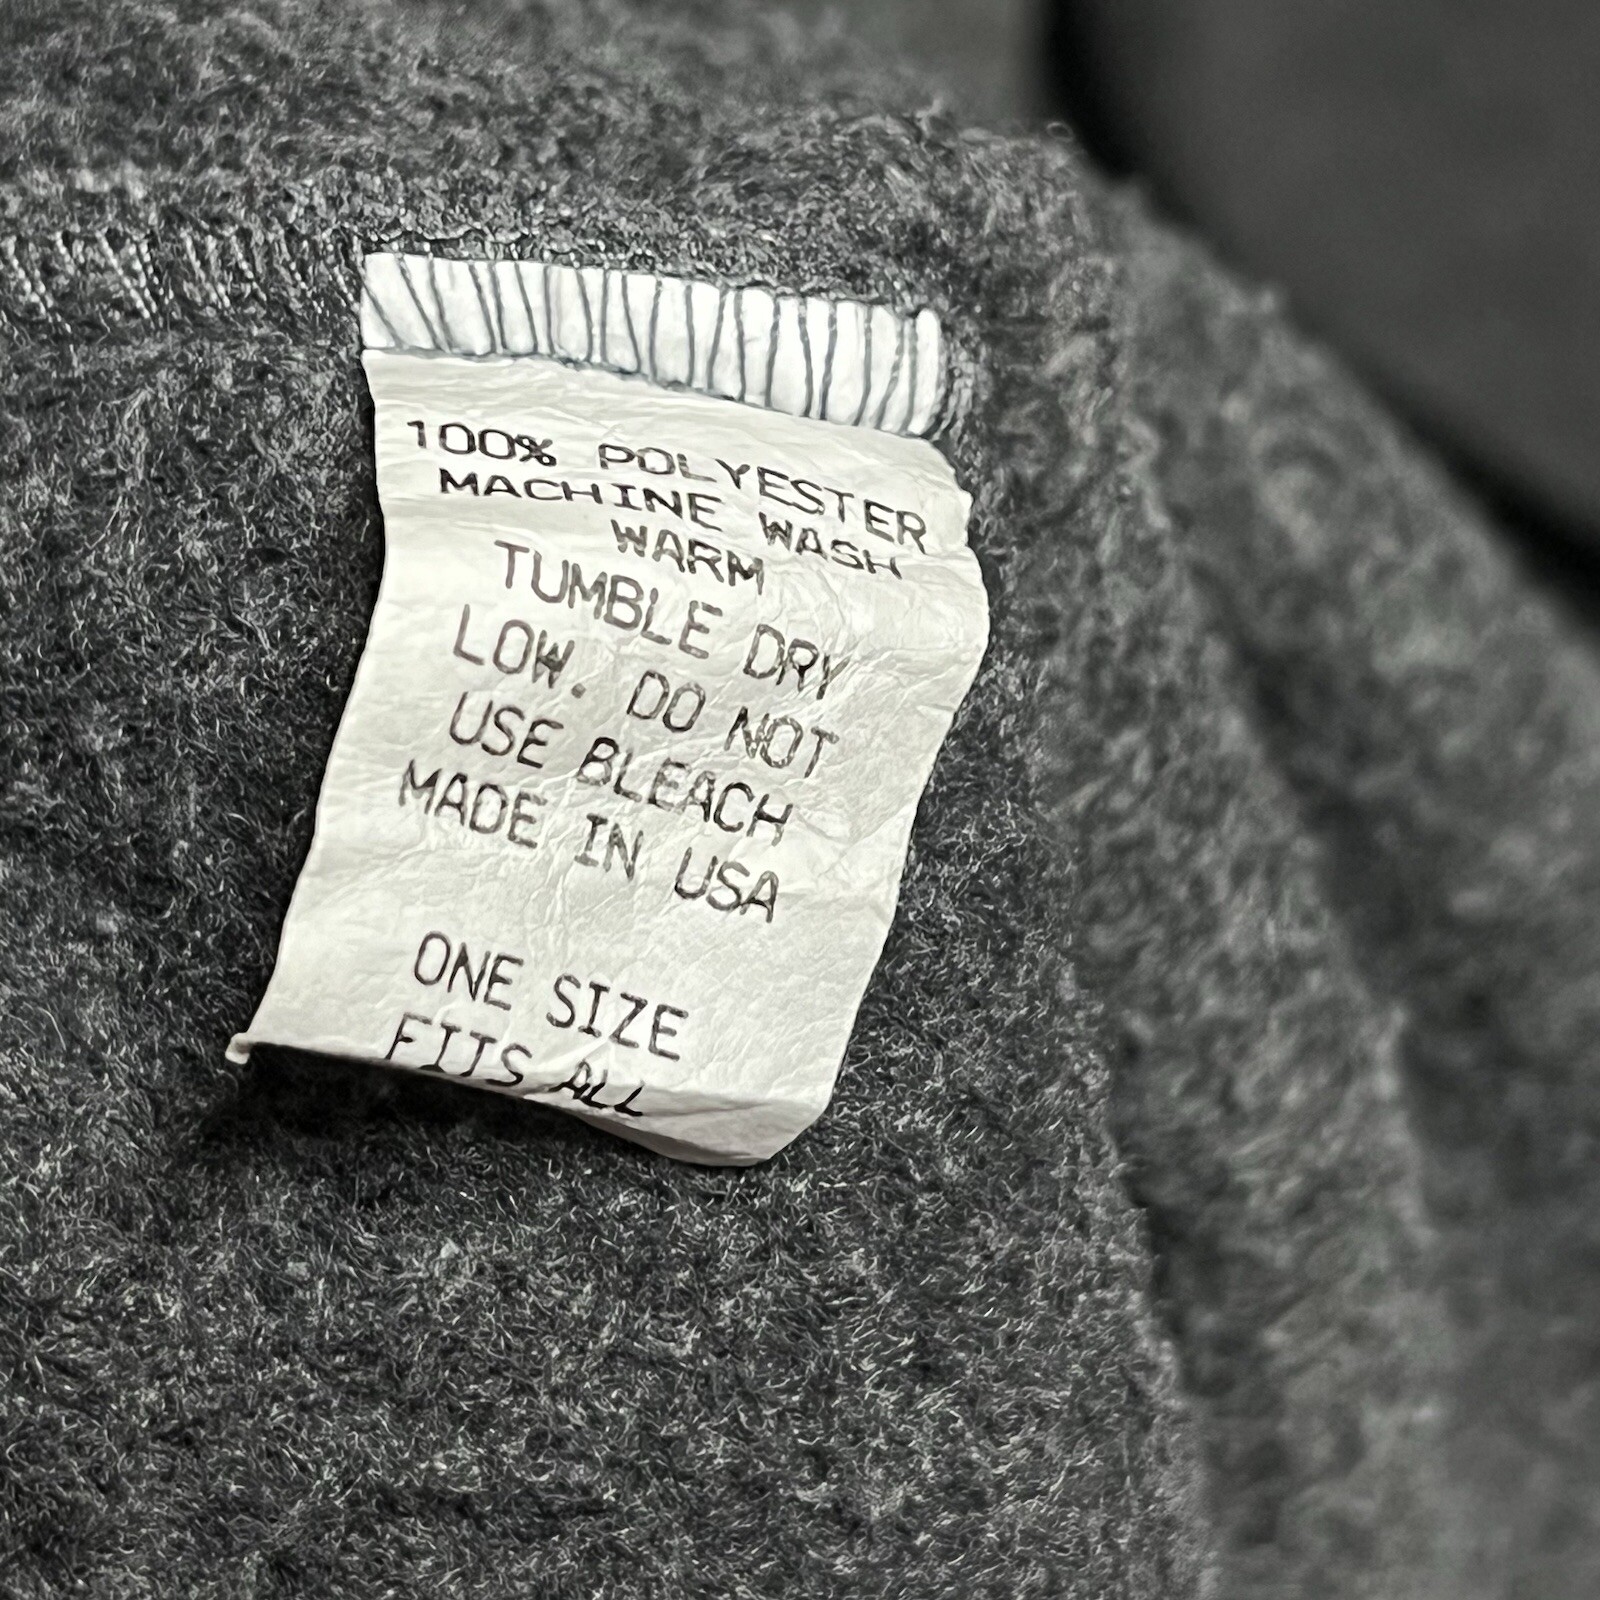 100% POLYESTER
MACHINE WASH
WARM
TUMBLE DRY
LOW. DO NOT
USE BLEACH
MADE IN USA
ONE SIZE
FITS ALL